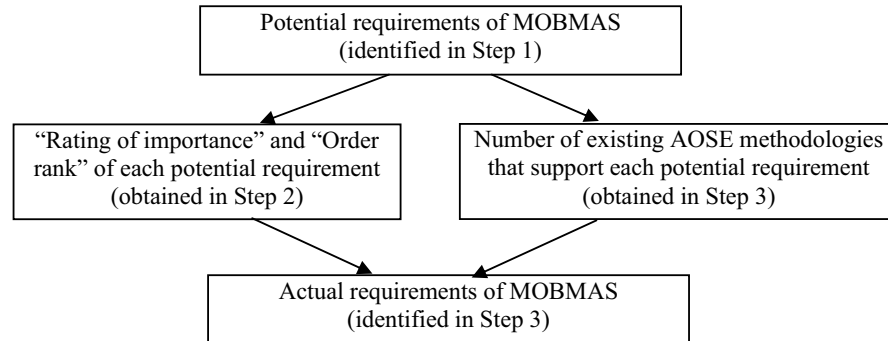 Potential requirements of MOBMAS
(identified in Step 1)
“Rating of importance” and “Order
rank” of each potential requirement
(obtained in Step 2)
Number of existing AOSE methodologies
that support each potential requirement
(obtained in Step 3)
Actual requirements of MOBMAS
(identified in Step 3)